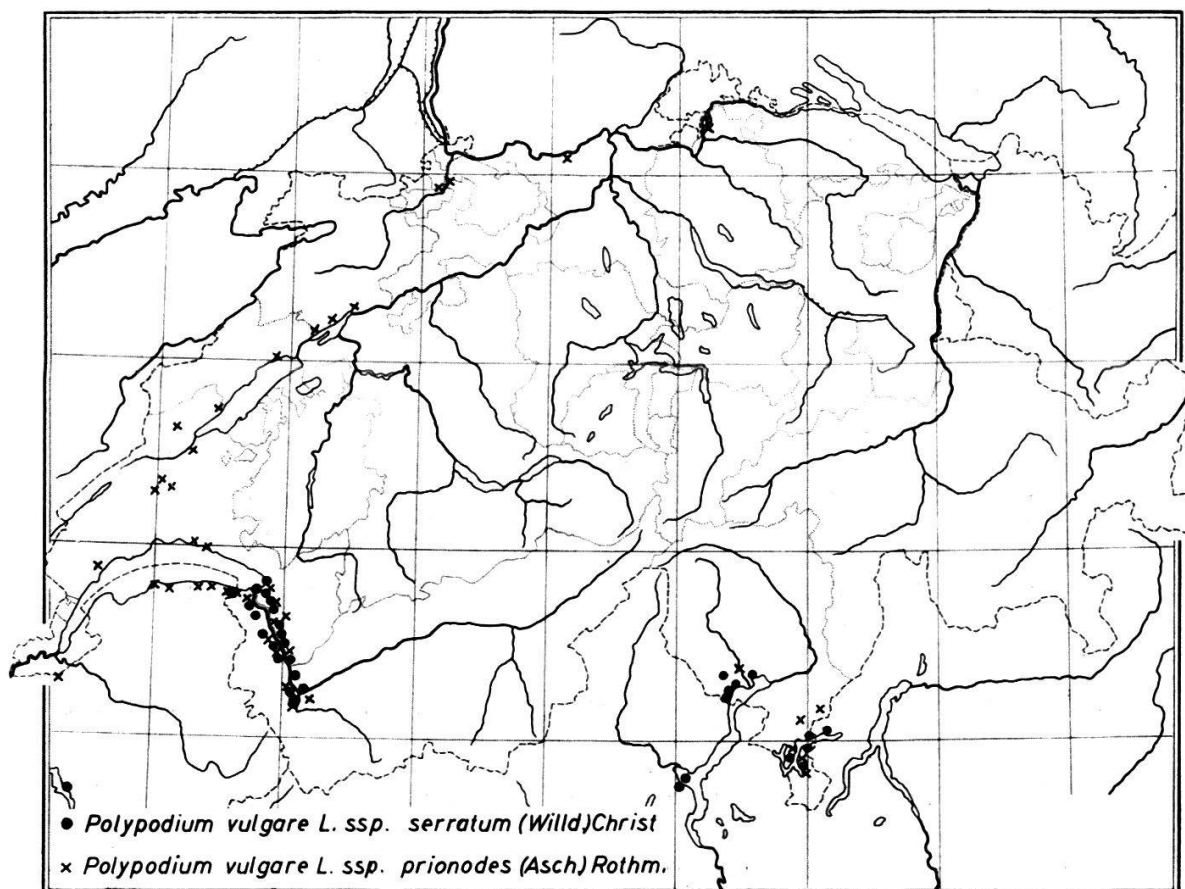 ● Polypodium vulgare L. ssp. serratum (Willd.) Christ
× Polypodium vulgare L. ssp. prionodes (Asch.) Rothm.